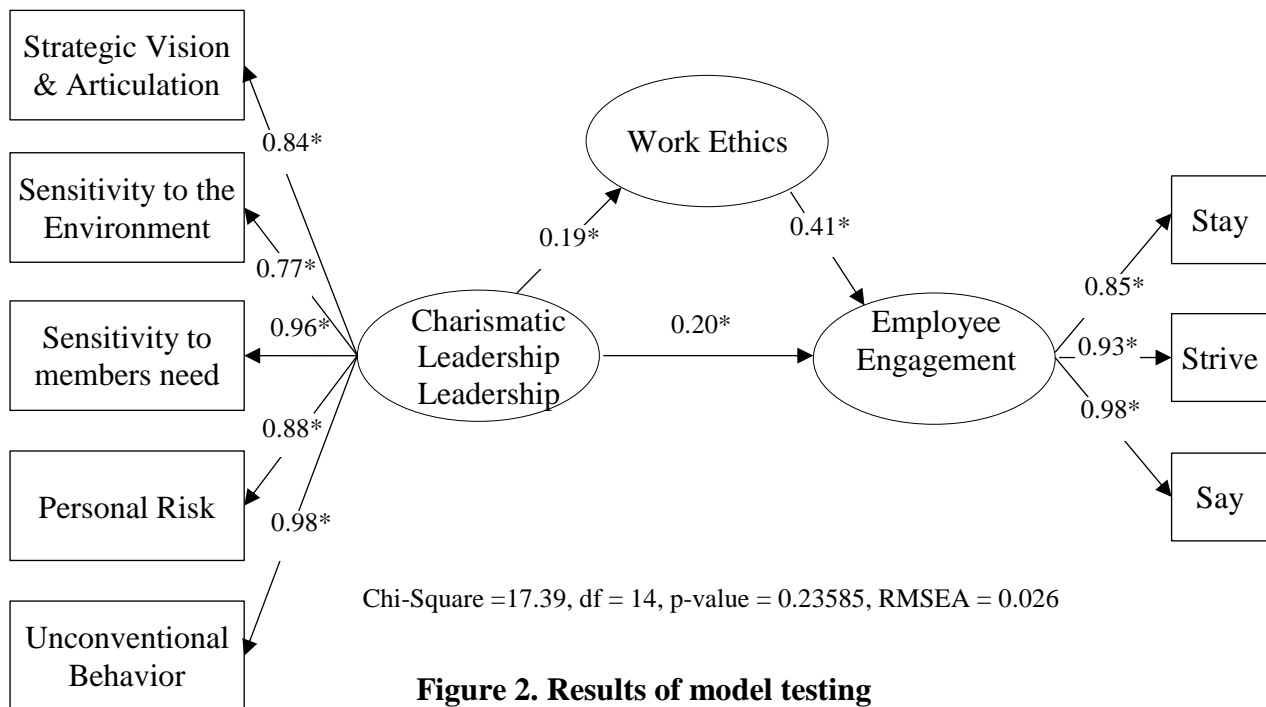 Strategic Vision
& Articulation
0.84*
Work Ethics
Sensitivity to the
Environment
0.77*
0.19*
0.41*
Stay
0.85*
Sensitivity to
members need
0.96*
Charismatic
Leadership
Leadership
0.20*
Employee
Engagement
0.93*
Strive
0.88*
0.98*
Personal Risk
Say
0.98*
Chi-Square =17.39, df = 14, p-value = 0.23585, RMSEA = 0.026
Unconventional
Behavior
Figure 2. Results of model testing